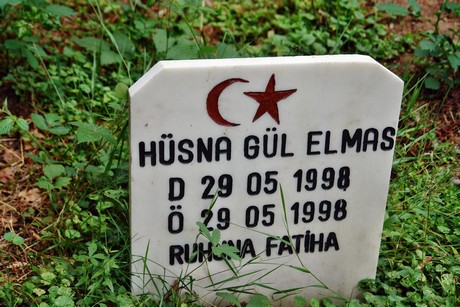 HÜSNA GÜL ELMAS
D 29 05 1998
Ö 29 05 1998
RUHUNA FATİHA